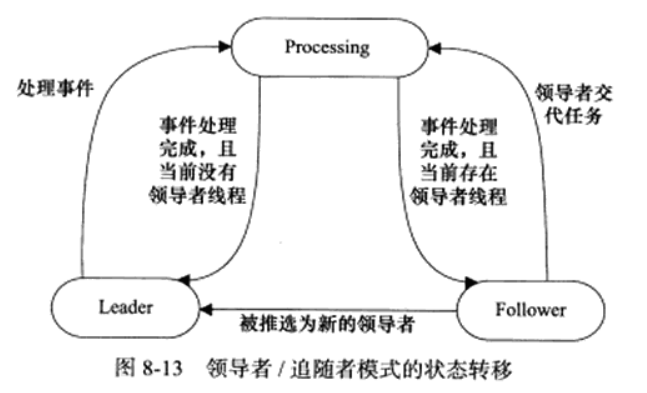 Processing
处理事件
领导者交
代任务
事件处理
完成，且
当前没有
领导者线程
事件处理
完成，且
当前存在
领导者线程
Leader
Follower
被推选为新的领导者
图 8-13 领导者 / 追随者模式的状态转移